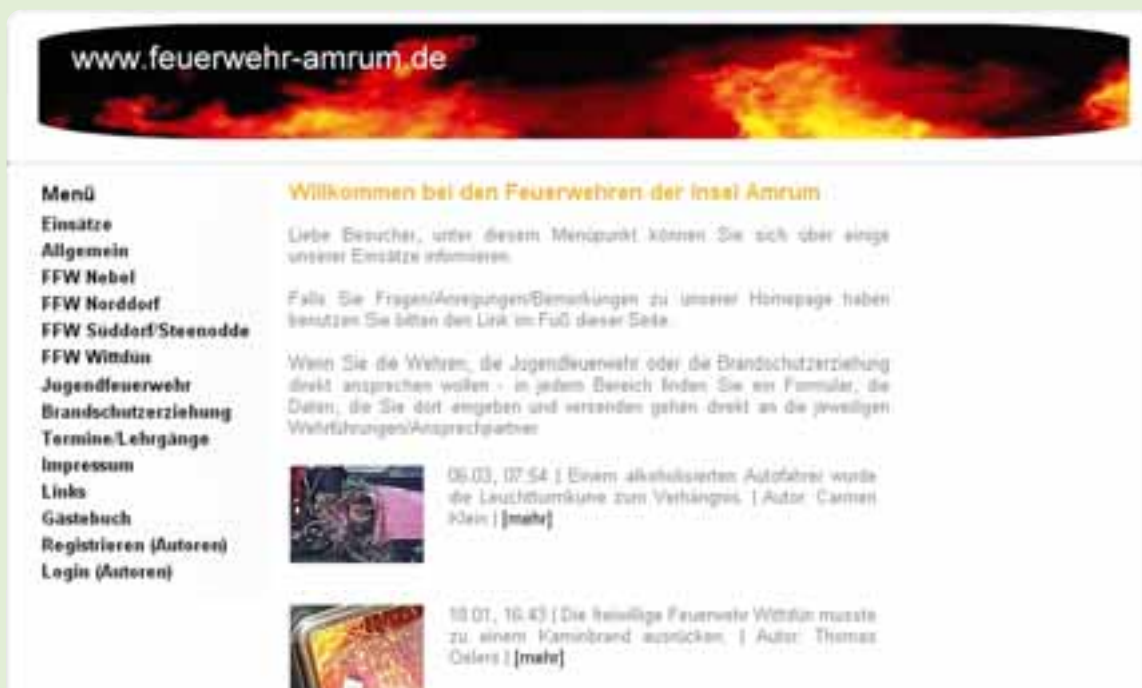 www.feuerwehr-amrum.de
Menü
Einsätze
Allgemein
FFW Nebel
FFW Norddorf
FFW Süddorf/Steenodde
FFW Wittdün
Jugendfeuerwehr
Brandschutzerziehung
Termine/Lehrgänge
Impressum
Links
Gästebuch
Registrieren (Autoren)
Login (Autoren)
Willkommen bei den Feuerwehren der Insel Amrum
Liebe Besucher, unter diesem Menüpunkt können Sie sich über einige
unserer Einsätze informieren.
Falls Sie Fragen/Anregungen/Bemerkungen zu unserer Homepage haben
benutzen Sie bitten den Link im Fuß dieser Seite.
Wenn Sie die Wehren, die Jugendfeuerwehr oder die Brandschutzerziehung
direkt ansprechen wollen - in jedem Bereich finden Sie ein Formular, die
Daten, die Sie dort eingeben und versenden gehen direkt an die jeweiligen
Wehrführungen/Ansprechpartner
06.03, 07:54 | Einem alkoholisierten Autofahrer wurde
die Leuchtturmkurve zum Verhängnis. | Autor: Carmen
Klein | [mehr]
18.01, 16:43 | Die freiwillige Feuerwehr Wittdün musste
zu einem Kaminbrand ausrücken. | Autor: Thomas
Oelers | [mehr]